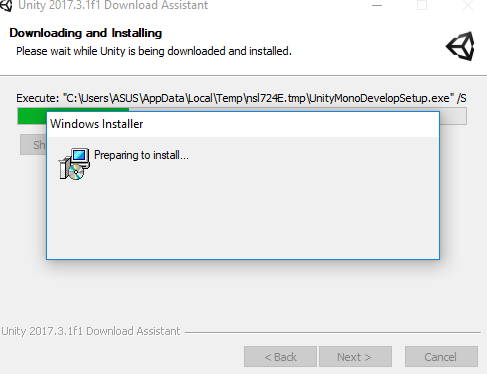 Unity 2017.3.1f1 Download Assistant
Downloading and Installing
Please wait while Unity is being downloaded and installed.
Execute: "C:\Users\ASUS\AppData\Local\Temp\nsl724E.tmp\UnityMonoDevelopSetup.exe" /S
Windows Installer
Sh
Preparing to install...
Unity 2017.3.1f1 Download Assistant
< Back
Next >
Cancel